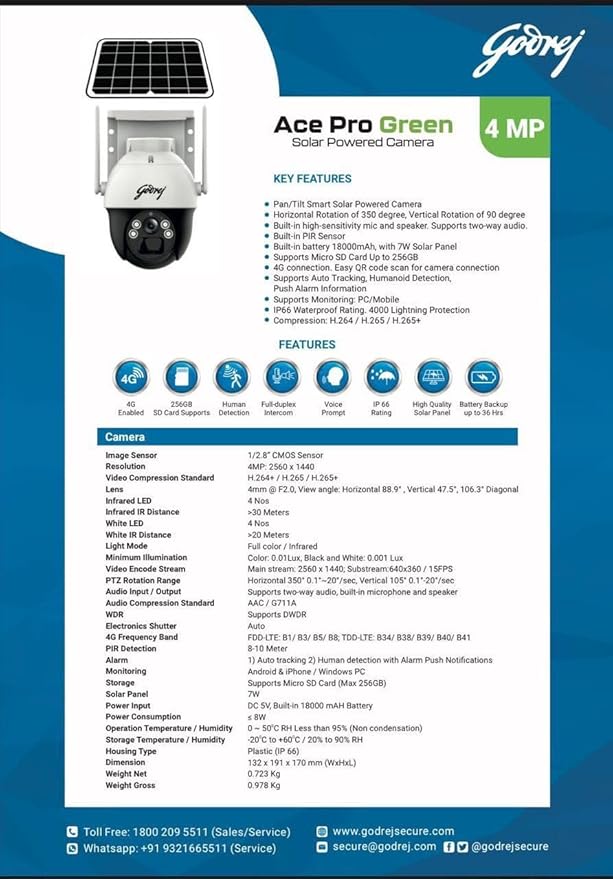 Godrej
Godrej
Ace Pro Green
Solar Powered Camera
4 MP
KEY FEATURES
• Pan/Tilt Smart Solar Powered Camera
• Horizontal Rotation of 350 degree, Vertical Rotation of 90 degree
• Built-in high-sensitivity mic and speaker. Supports two-way audio.
• Built-in PIR Sensor
• Built-in battery 18000mAh, with 7W Solar Panel
• Supports Micro SD Card Up to 256GB
• 4G connection. Easy QR code scan for camera connection
• Supports Auto Tracking, Humanoid Detection,
Push Alarm Information
• Supports Monitoring: PC/Mobile
• IP66 Waterproof Rating. 4000 Lightning Protection
• Compression: H.264 / H.265 / H.265+
FEATURES
4G
4G Enabled
256GB SD Card Supports
Human Detection
Full-duplex Intercom
Voice Prompt
IP 66 Rating
High Quality Solar Panel
Battery Backup up to 36 Hrs
Camera
Image Sensor 1/2.8" CMOS Sensor
Resolution 4MP: 2560 x 1440
Video Compression Standard H.264+ / H.265 / H.265+
Lens 4mm @ F2.0, View angle: Horizontal 88.9° , Vertical 47.5°, 106.3° Diagonal
Infrared LED 4 Nos
Infrared IR Distance >30 Meters
White LED 4 Nos
White IR Distance >20 Meters
Light Mode Full color / Infrared
Minimum Illumination Color: 0.01Lux, Black and White: 0.001 Lux
Video Encode Stream Main stream: 2560 x 1440; Substream:640x360 / 15FPS
PTZ Rotation Range Horizontal 350° 0.1°~20°/sec, Vertical 105° 0.1°-20°/sec
Audio Input / Output Supports two-way audio, built-in microphone and speaker
Audio Compression Standard AAC / G711A
WDR Supports DWDR
Electronics Shutter Auto
4G Frequency Band FDD-LTE: B1/ B3/ B5/ B8; TDD-LTE: B34/ B38/ B39/ B40/ B41
PIR Detection 8-10 Meter
Alarm 1) Auto tracking 2) Human detection with Alarm Push Notifications
Monitoring Android & iPhone / Windows PC
Storage Supports Micro SD Card (Max 256GB)
Solar Panel 7W
Power Input DC 5V, Built-in 18000 mAH Battery
Power Consumption ≤ 8W
Operation Temperature / Humidity 0 ~ 50°C RH Less than 95% (Non condensation)
Storage Temperature / Humidity -20°C to +60°C / 20% to 90% RH
Housing Type Plastic (IP 66)
Dimension 132 x 191 x 170 mm (WxHxL)
Weight Net 0.723 Kg
Weight Gross 0.978 Kg
Toll Free: 1800 209 5511 (Sales/Service)
www.godrejsecure.com
Whatsapp: +91 9321665511 (Service)
secure@godrej.com
@godrejsecure